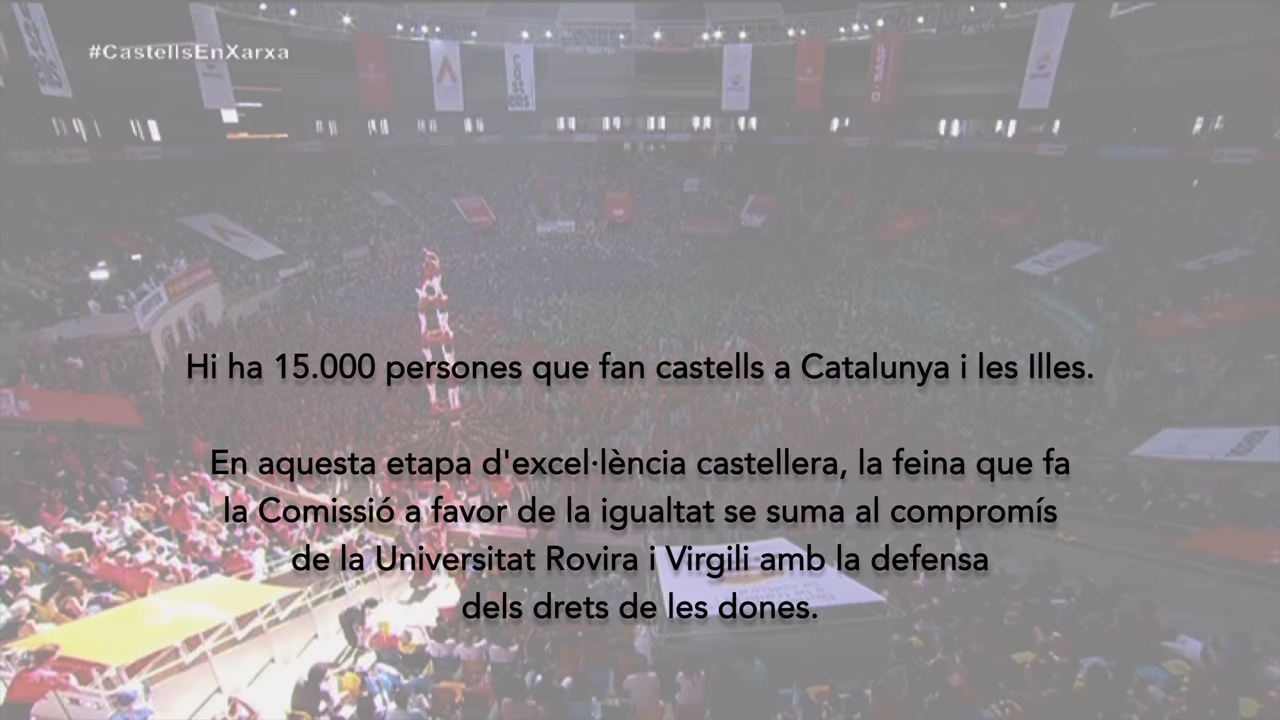 #CastellsEnXarxa
Hi ha 15.000 persones que fan castells a Catalunya i les Illes.
En aquesta etapa d'excel·lència castellera, la feina que fa
la Comissió a favor de la igualtat se suma al compromís
de la Universitat Rovira i Virgili amb la defensa
dels drets de les dones.